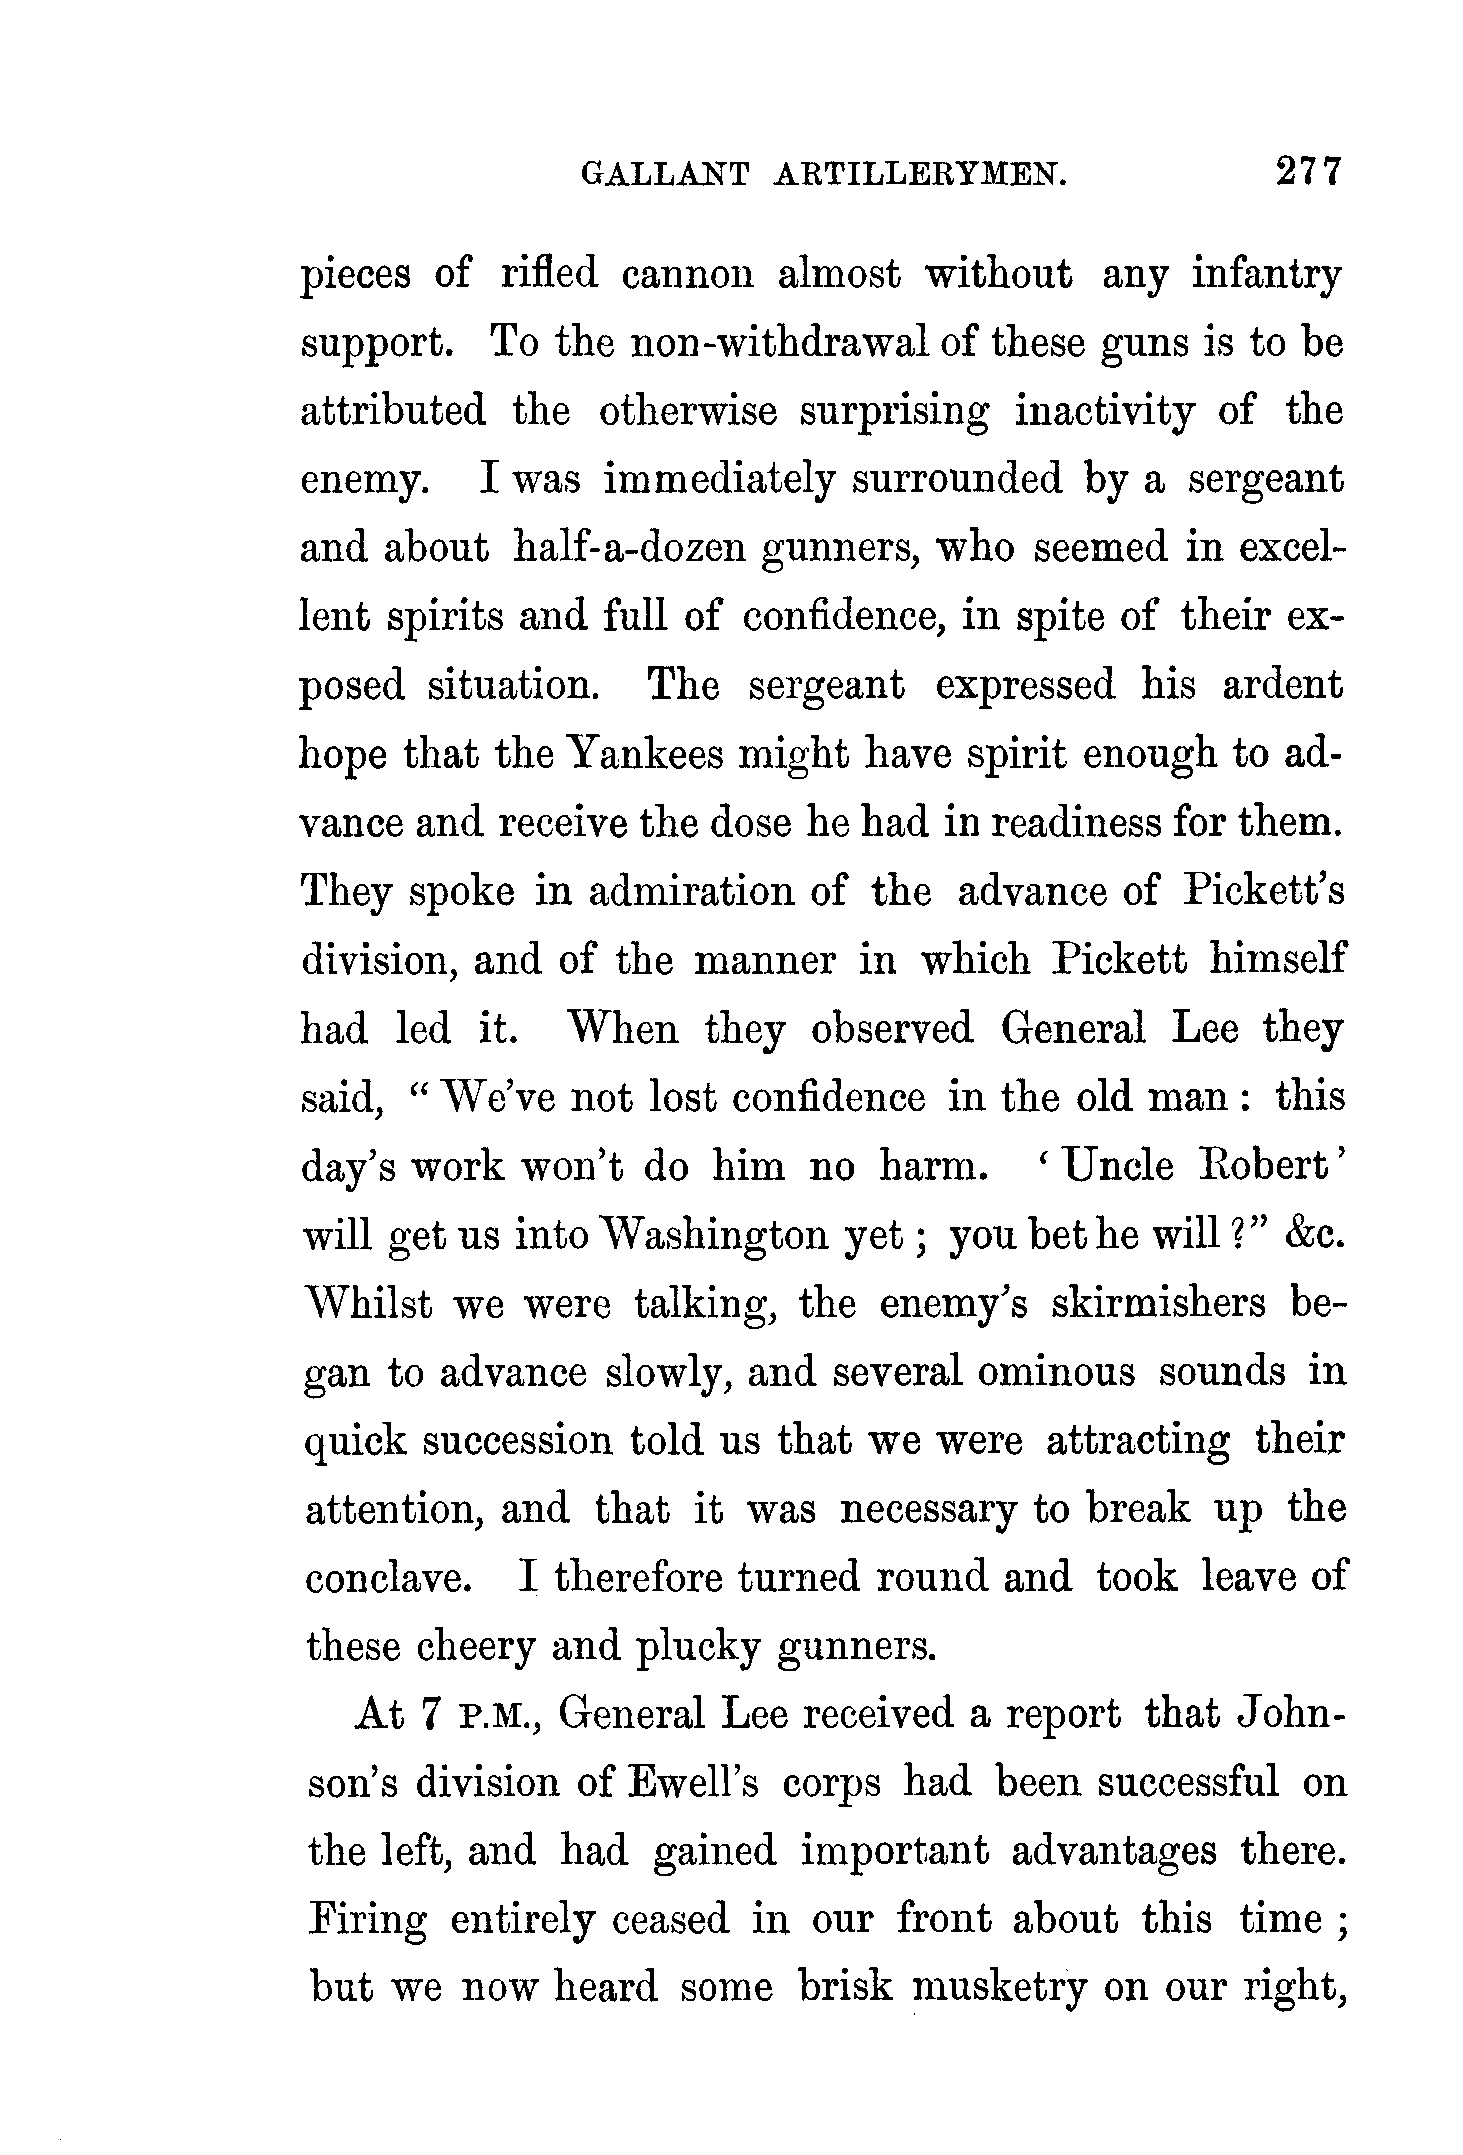 GALLANT ARTILLERYMEN. 277
pieces of rifled cannon almost without any infantry
support. To the non-withdrawal of these guns is to be
attributed the otherwise surprising inactivity of the
enemy. I was immediately surrounded by a sergeant
and about half-a-dozen gunners, who seemed in excel-
lent spirits and full of confidence, in spite of their ex-
posed situation. The sergeant expressed his ardent
hope that the Yankees might have spirit enough to ad-
vance and receive the dose he had in readiness for them.
They spoke in admiration of the advance of Pickett's
division, and of the manner in which Pickett himself
had led it. When they observed General Lee they
said, “ We've not lost confidence in the old man : this
day's work won't do him no harm. ‘ Uncle Robert ’
will get us into Washington yet ; you bet he will ?” &c.
Whilst we were talking, the enemy's skirmishers be-
gan to advance slowly, and several ominous sounds in
quick succession told us that we were attracting their
attention, and that it was necessary to break up the
conclave. I therefore turned round and took leave of
these cheery and plucky gunners.
At 7 P.M., General Lee received a report that John-
son's division of Ewell's corps had been successful on
the left, and had gained important advantages there.
Firing entirely ceased in our front about this time ;
but we now heard some brisk musketry on our right,